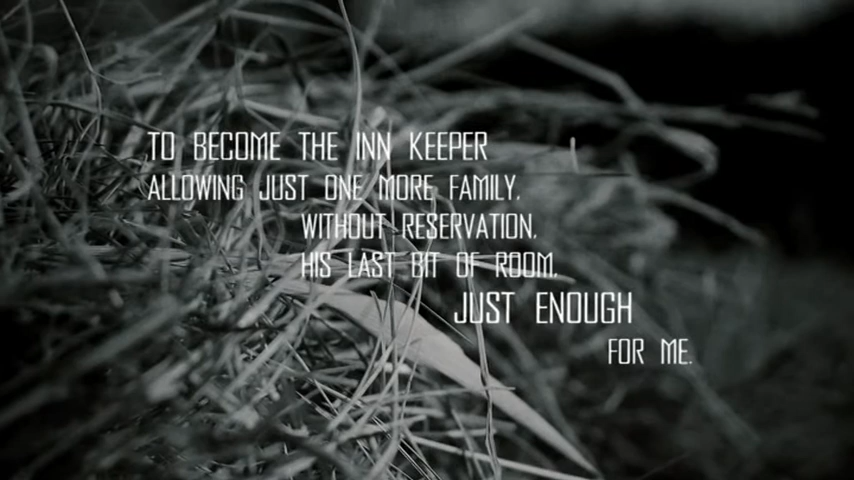 TO BECOME THE INN KEEPER
ALLOWING JUST ONE MORE FAMILY,
WITHOUT RESERVATION,
HIS LAST BIT OF ROOM,
JUST ENOUGH
FOR ME.